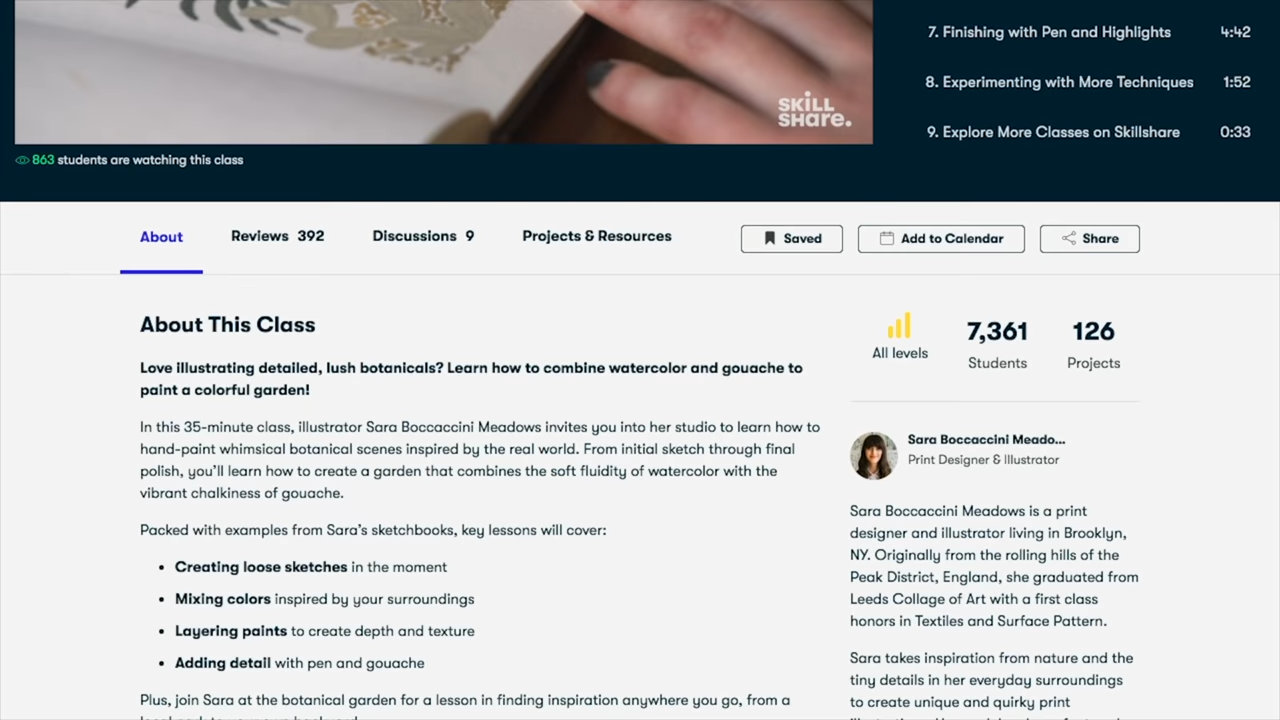 SKILL
SHare.
7. Finishing with Pen and Highlights 4:42
8. Experimenting with More Techniques 1:52
9. Explore More Classes on Skillshare 0:33
863 students are watching this class
About Reviews 392 Discussions 9 Projects & Resources Saved Add to Calendar Share
About This Class
Love illustrating detailed, lush botanicals? Learn how to combine watercolor and gouache to
paint a colorful garden!
In this 35-minute class, illustrator Sara Boccaccini Meadows invites you into her studio to learn how to
hand-paint whimsical botanical scenes inspired by the real world. From initial sketch through final
polish, you'll learn how to create a garden that combines the soft fluidity of watercolor with the
vibrant chalkiness of gouache.
Packed with examples from Sara's sketchbooks, key lessons will cover:
• Creating loose sketches in the moment
• Mixing colors inspired by your surroundings
• Layering paints to create depth and texture
• Adding detail with pen and gouache
Plus, join Sara at the botanical garden for a lesson in finding inspiration anywhere you go, from a
All levels
7,361
Students
126
Projects
Sara Boccaccini Meado...
Print Designer & Illustrator
Sara Boccaccini Meadows is a print
designer and illustrator living in Brooklyn,
NY. Originally from the rolling hills of the
Peak District, England, she graduated from
Leeds Collage of Art with a first class
honors in Textiles and Surface Pattern.
Sara takes inspiration from nature and the
tiny details in her everyday surroundings
to create unique and quirky print